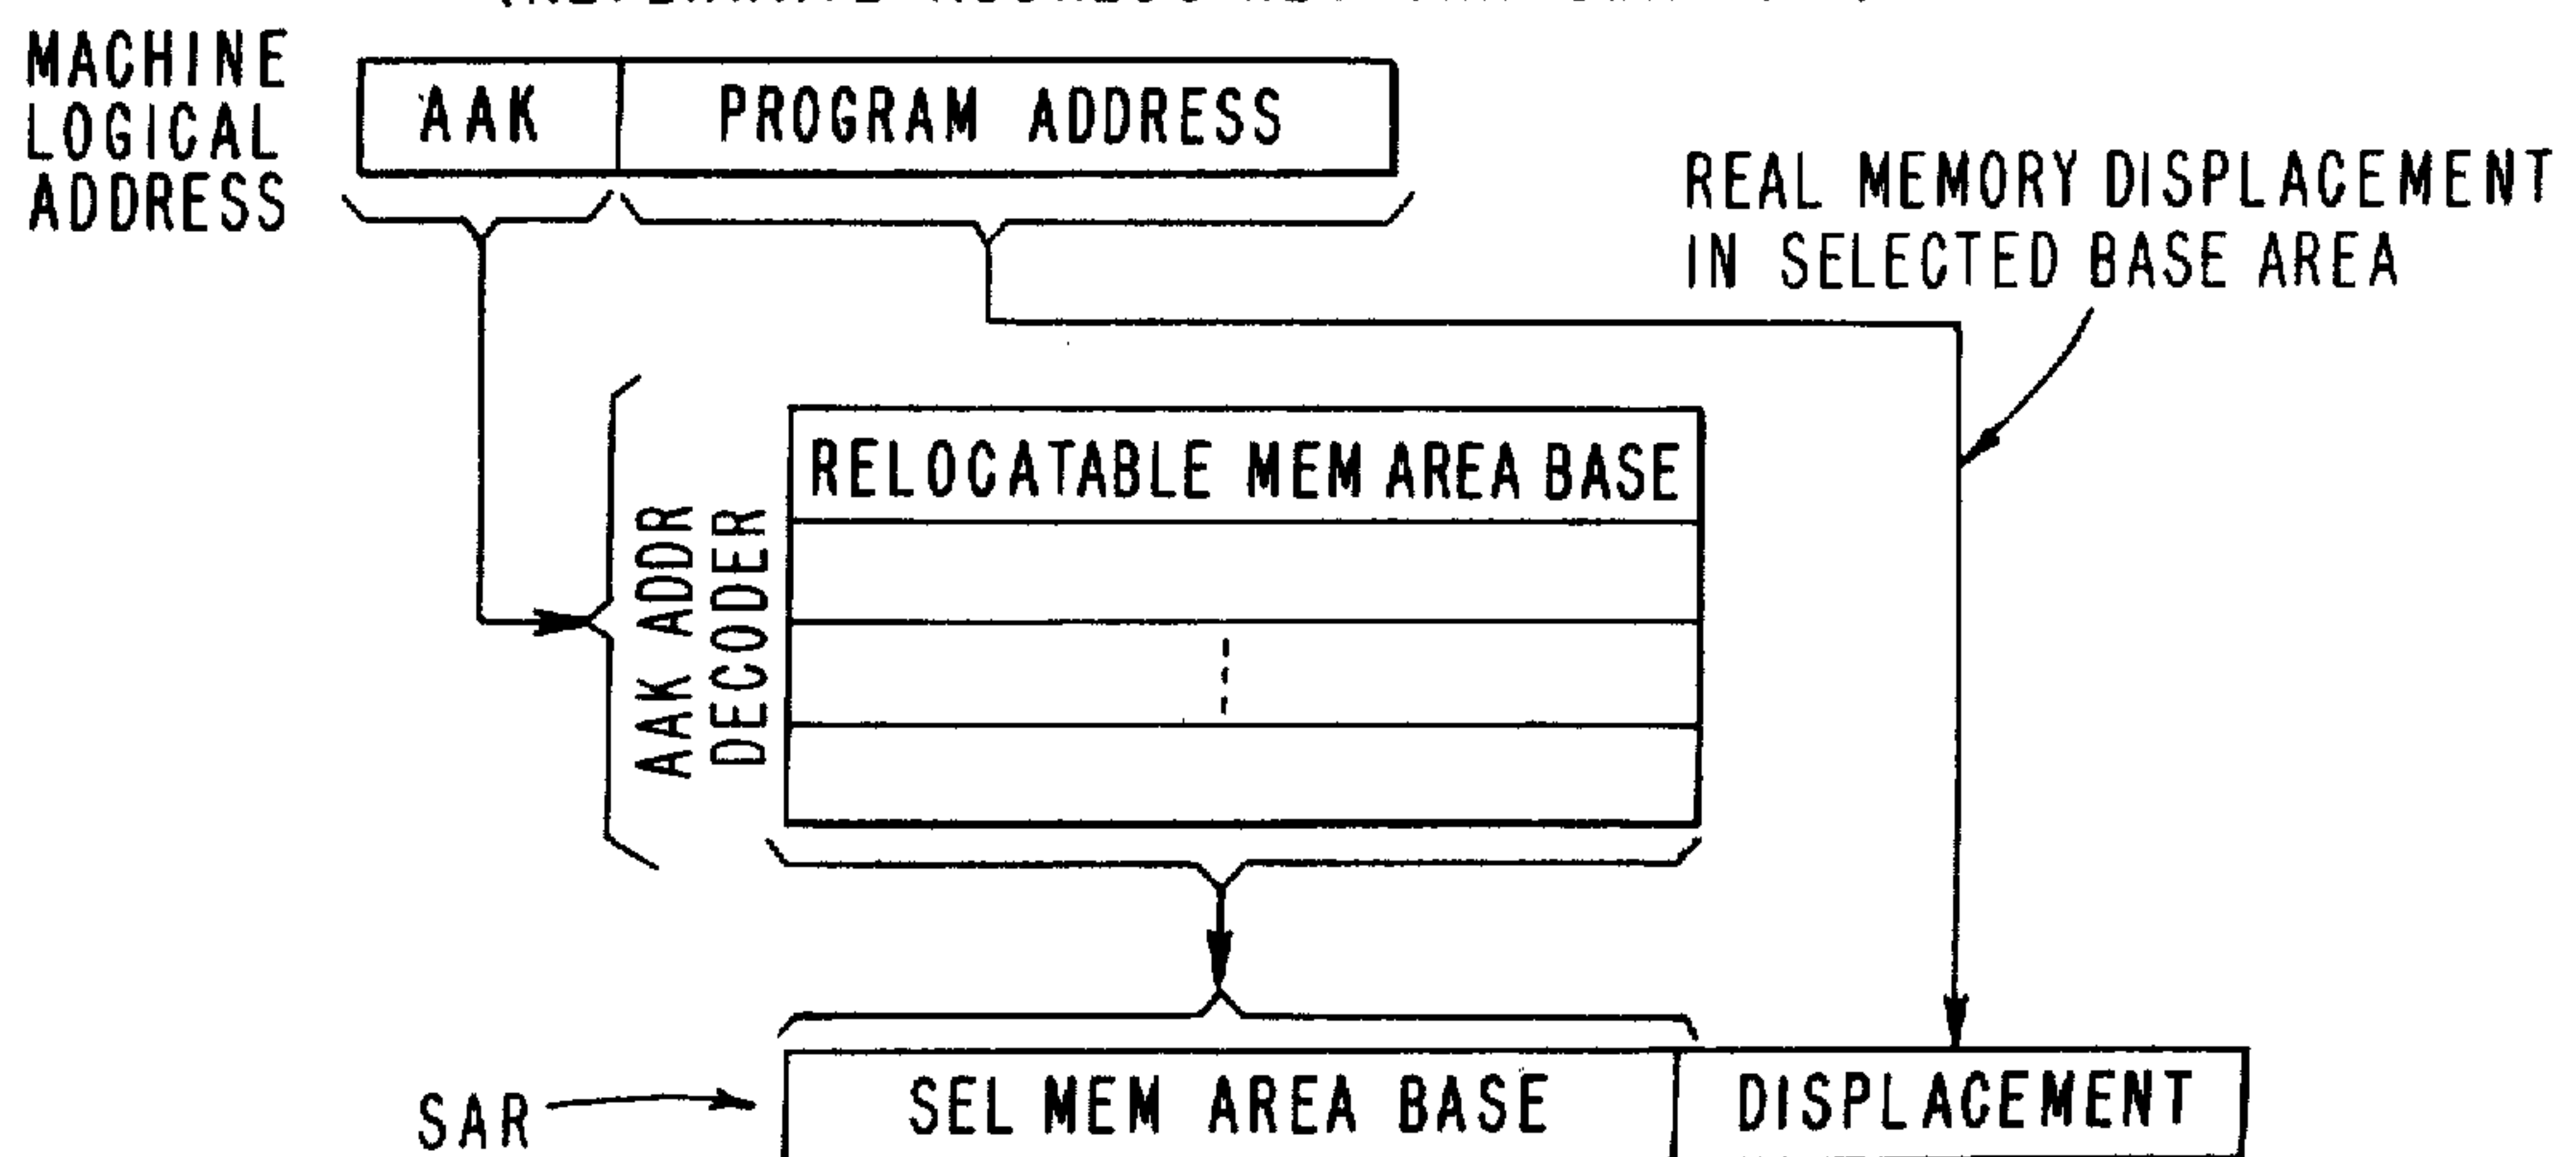 MACHINE
LOGICAL
ADDRESS
AAK
PROGRAM ADDRESS
REAL MEMORY DISPLACEMENT
IN SELECTED BASE AREA
AAK ADDR
DECODER
RELOCATABLE MEM AREA BASE
SAR
SEL MEM AREA BASE
DISPLACEMENT